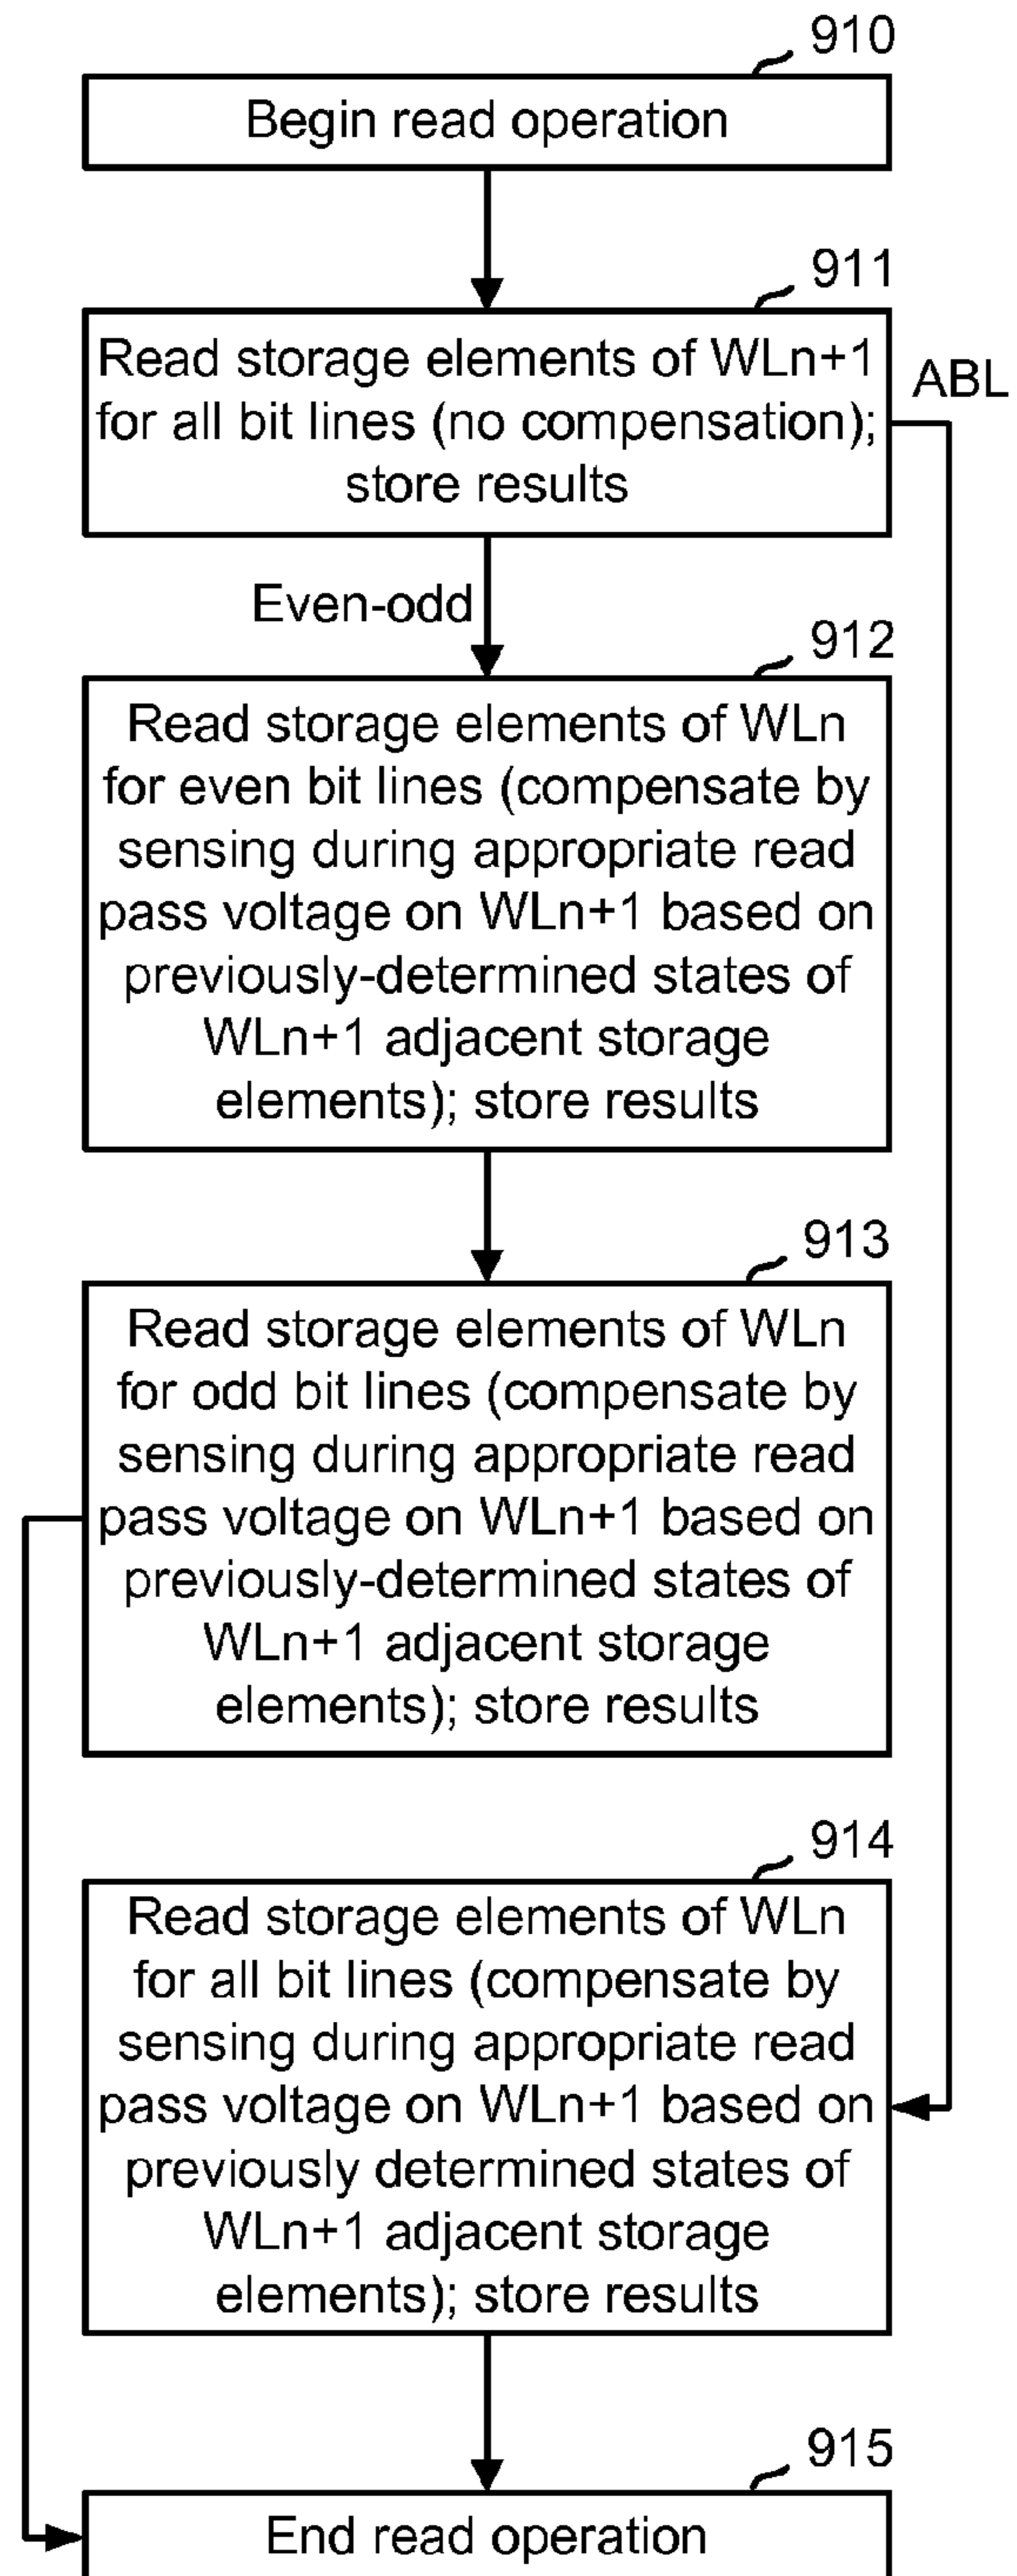 910
Begin read operation
911
Read storage elements of WLn+1
for all bit lines (no compensation);
store results
ABL
Even-odd
912
Read storage elements of WLn
for even bit lines (compensate by
sensing during appropriate read
pass voltage on WLn+1 based on
previously-determined states of
WLn+1 adjacent storage
elements); store results
913
Read storage elements of WLn
for odd bit lines (compensate by
sensing during appropriate read
pass voltage on WLn+1 based on
previously-determined states of
WLn+1 adjacent storage
elements); store results
914
Read storage elements of WLn
for all bit lines (compensate by
sensing during appropriate read
pass voltage on WLn+1 based on
previously determined states of
WLn+1 adjacent storage
elements); store results
915
End read operation